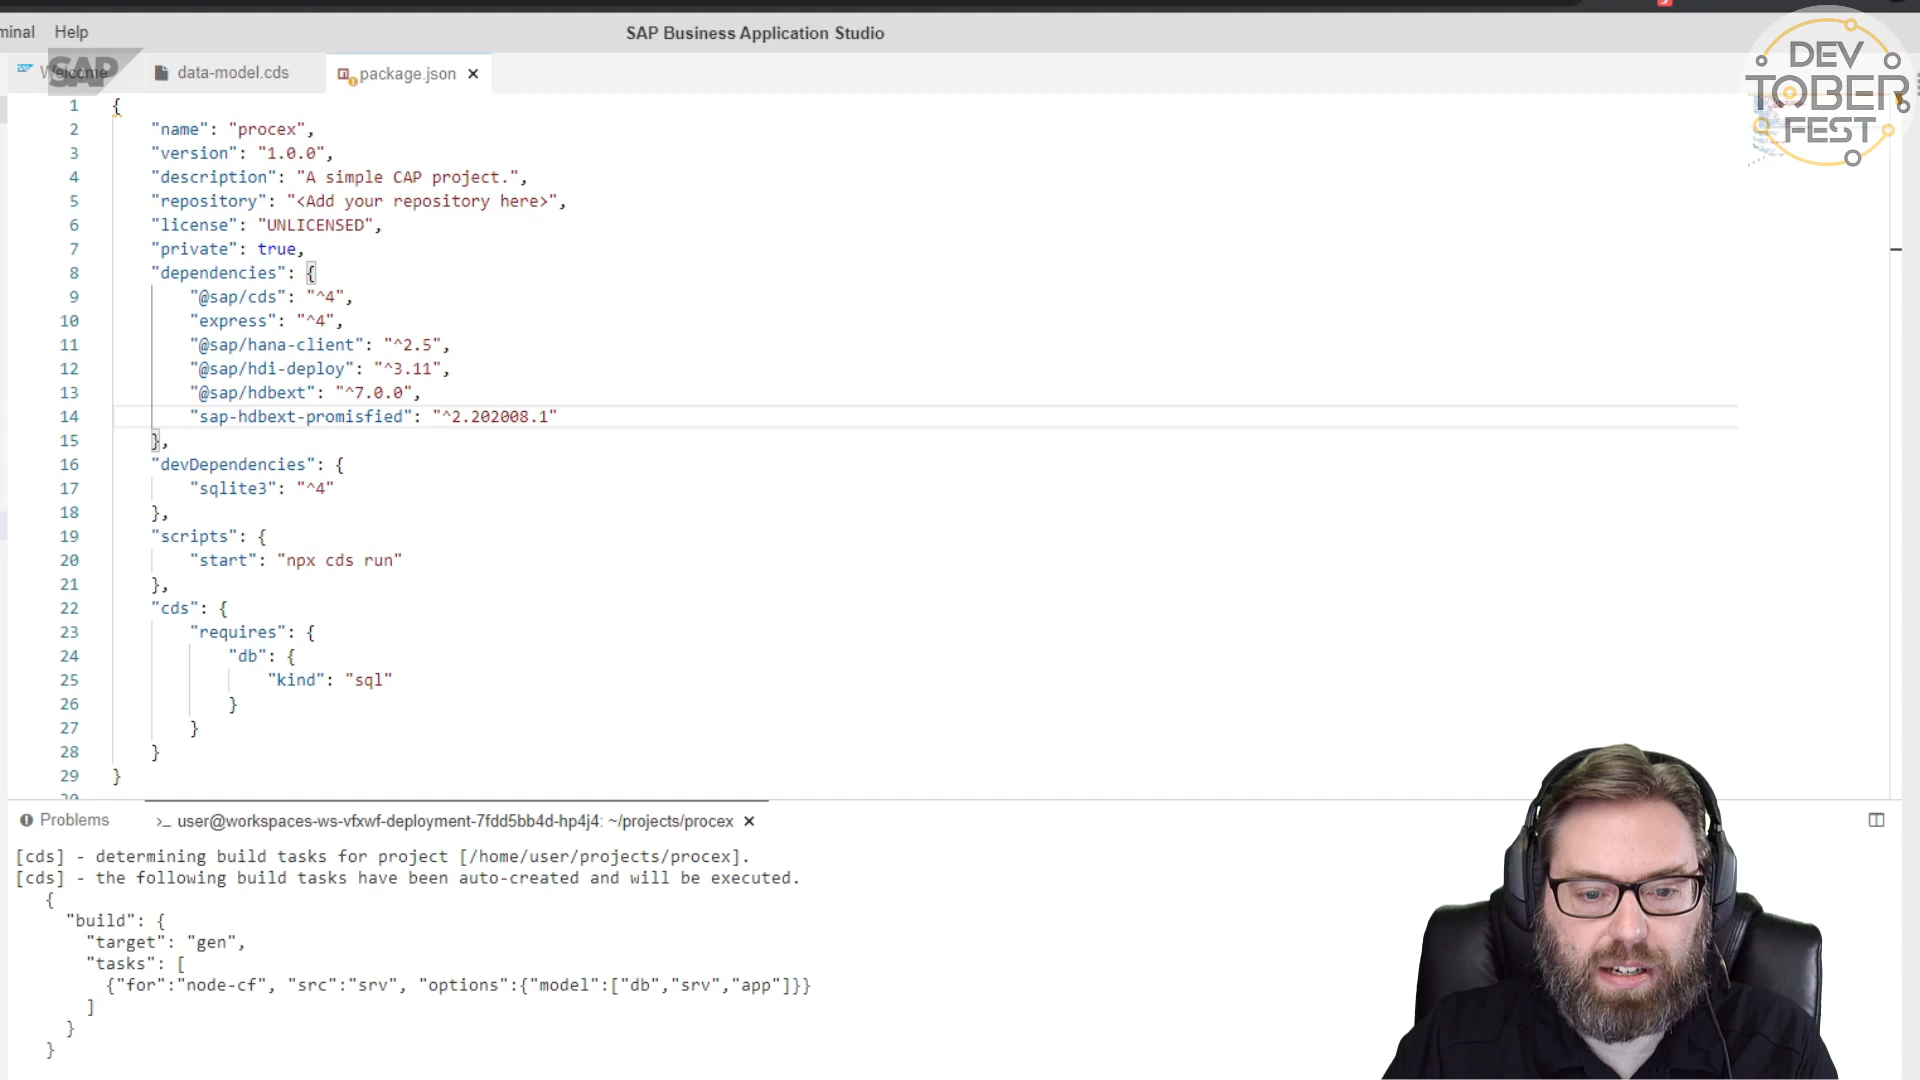 minal Help
SAP Business Application Studio
DEV
TOBER
FEST
Welcome
SAP
data-model.cds
package.json
1 {
2 "name": "procex",
3 "version": "1.0.0",
4 "description": "A simple CAP project.",
5 "repository": "<Add your repository here>",
6 "license": "UNLICENSED",
7 "private": true,
8 "dependencies": {
9 "@sap/cds": "^4",
10 "express": "^4",
11 "@sap/hana-client": "^2.5",
12 "@sap/hdi-deploy": "^3.11",
13 "@sap/hdbext": "^7.0.0",
14 "sap-hdbext-promisfied": "^2.202008.1"
15 },
16 "devDependencies": {
17 "sqlite3": "^4"
18 },
19 "scripts": {
20 "start": "npx cds run"
21 },
22 "cds": {
23 "requires": {
24 "db": {
25 "kind": "sql"
26 }
27 }
28 }
29 }
Problems
>_ user@workspaces-ws-vfxwf-deployment-7fdd5bb4d-hp4j4: ~/projects/procex
[cds] - determining build tasks for project [/home/user/projects/procex].
[cds] - the following build tasks have been auto-created and will be executed.
{
"build": {
"target": "gen",
"tasks": [
{"for":"node-cf", "src":"srv", "options":{"model":["db","srv","app"]}}
]
}
}